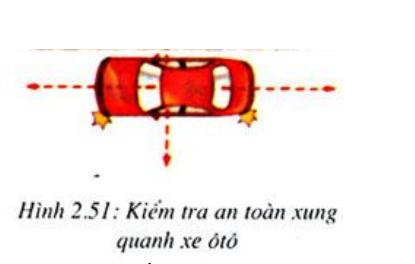 Hình 2.51: Kiểm tra an toàn xung
quanh xe ôtô